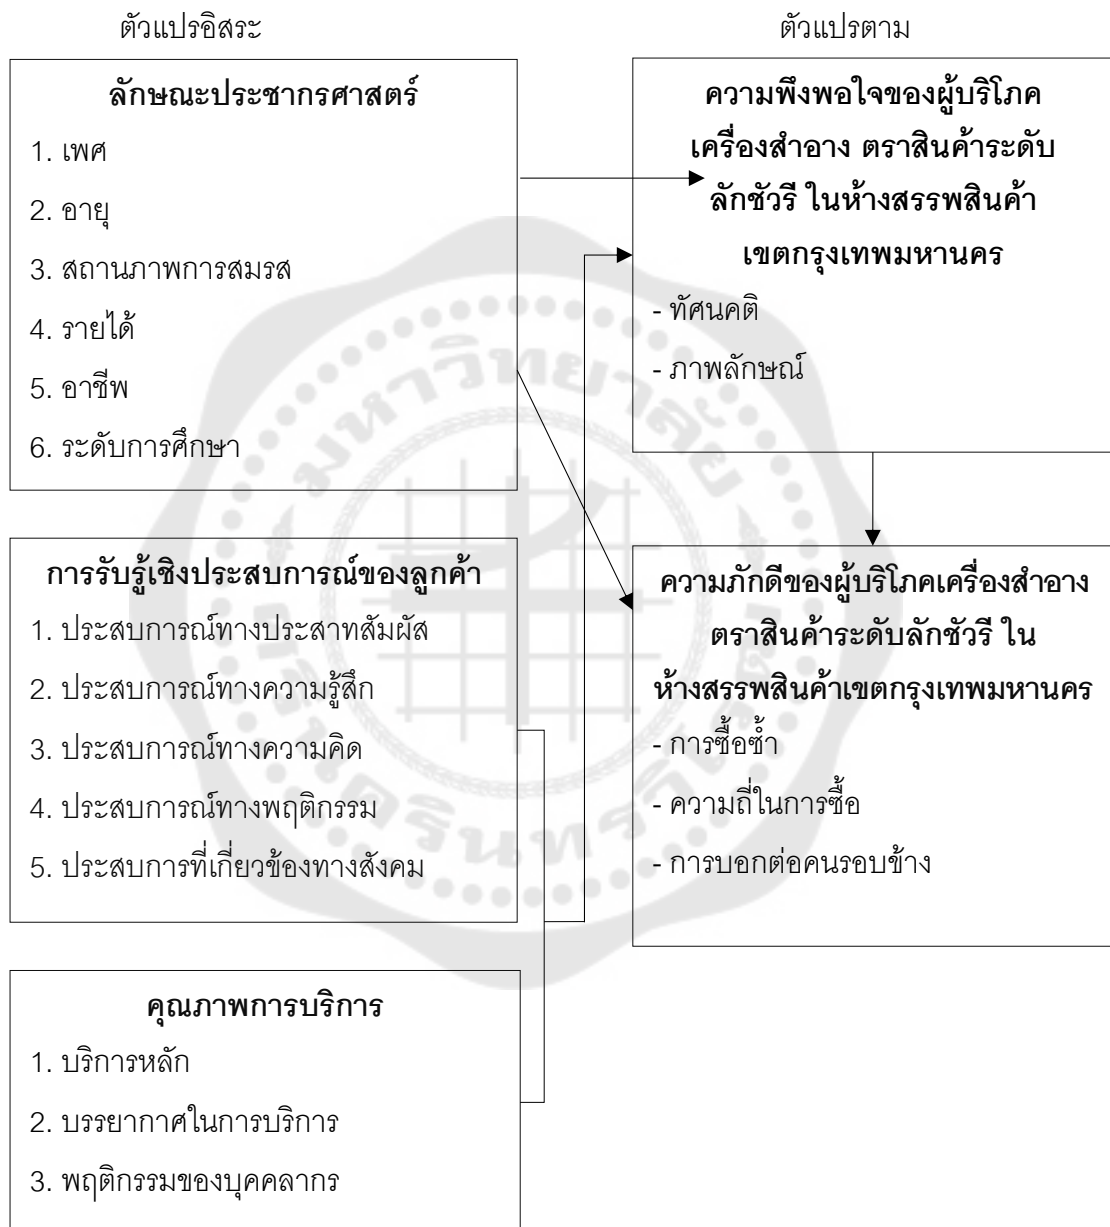 ตัวแปรอิสระ
ตัวแปรตาม
ลักษณะประชากรศาสตร์
1. เพศ
2. อายุ
3. สถานภาพการสมรส
4. รายได้
5. อาชีพ
6. ระดับการศึกษา
ความพึงพอใจของผู้บริโภค
เครื่องสำอาง ตราสินค้าระดับ
ลักชัวรี ในห้างสรรพสินค้า
เขตกรุงเทพมหานคร
- ทัศนคติ
- ภาพลักษณ์
การรับรู้เชิงประสบการณ์ของลูกค้า
1. ประสบการณ์ทางประสาทสัมผัส
2. ประสบการณ์ทางความรู้สึก
3. ประสบการณ์ทางความคิด
4. ประสบการณ์ทางพฤติกรรม
5. ประสบการที่เกี่ยวข้องทางสังคม
ความภักดีของผู้บริโภคเครื่องสำอาง
ตราสินค้าระดับลักชัวรี ใน
ห้างสรรพสินค้าเขตกรุงเทพมหานคร
- การซื้อซ้ำ
- ความถี่ในการซื้อ
- การบอกต่อคนรอบข้าง
คุณภาพการบริการ
1. บริการหลัก
2. บรรยากาศในการบริการ
3. พฤติกรรมของบุคคลากร
มหาวิทยาลัย
ศรีนครินทรวิโรฒ